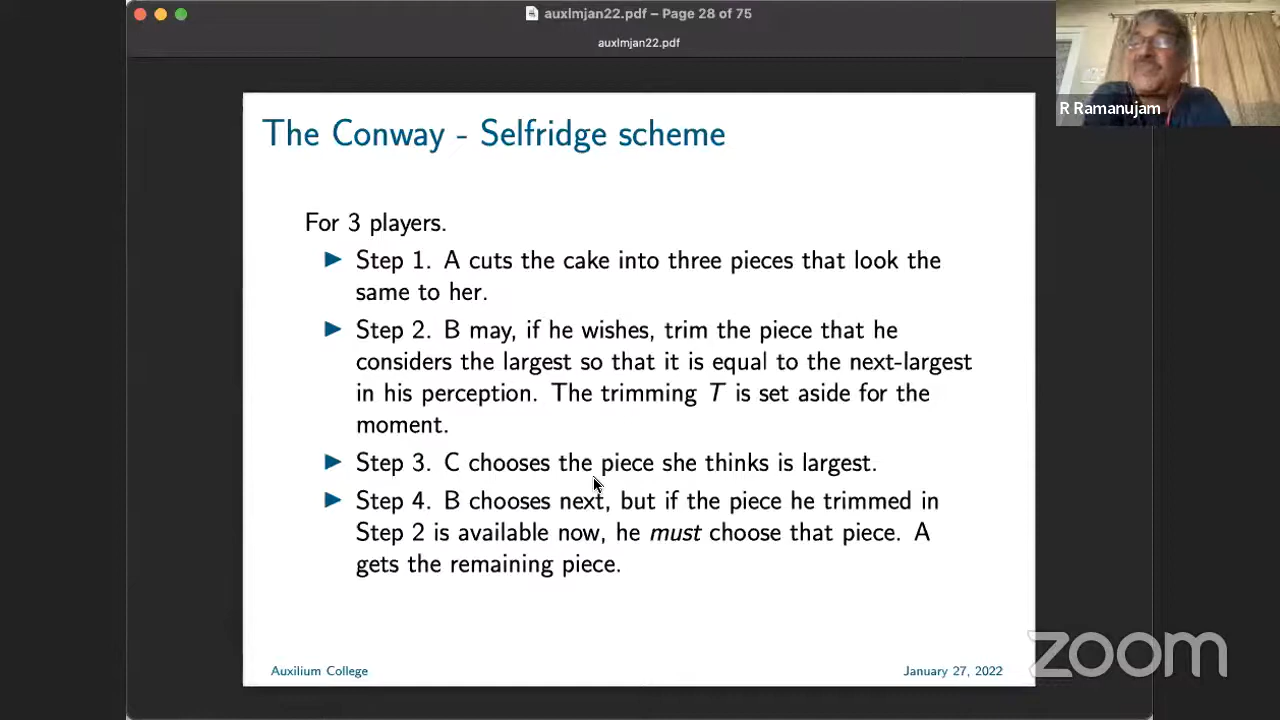 auxlmjan22.pdf – Page 28 of 75
auxlmjan22.pdf
R Ramanujam
The Conway - Selfridge scheme
For 3 players.
Step 1. A cuts the cake into three pieces that look the
same to her.
Step 2. B may, if he wishes, trim the piece that he
considers the largest so that it is equal to the next-largest
in his perception. The trimming T is set aside for the
moment.
Step 3. C chooses the piece she thinks is largest.
Step 4. B chooses next, but if the piece he trimmed in
Step 2 is available now, he must choose that piece. A
gets the remaining piece.
Auxilium College
January 27, 2022
zoom